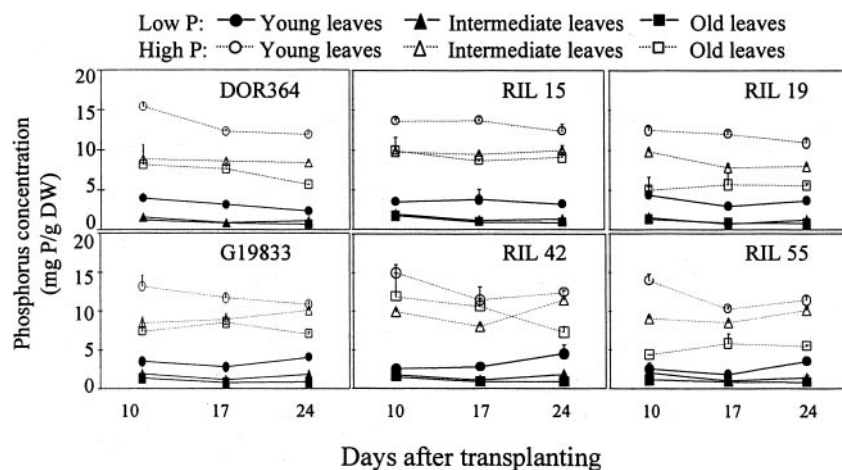 Low P: Young leaves Intermediate leaves Old leaves
High P: Young leaves Intermediate leaves Old leaves
Phosphorus concentration
(mg P/g DW)
20
15
10
5
0
DOR364
RIL 15
RIL 19
20
15
10
5
0
G19833
RIL 42
RIL 55
10 17 24 10 17 24 10 17 24
Days after transplanting